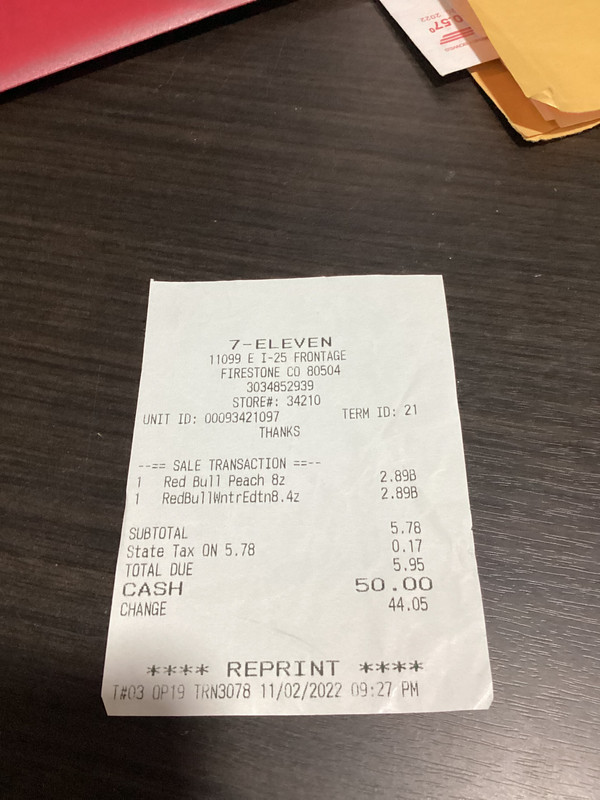 0.57⁰
2022
7-ELEVEN
11099 E I-25 FRONTAGE
FIRESTONE CO 80504
3034852939
STORE#: 34210
UNIT ID: 00093421097 TERM ID: 21
THANKS
--== SALE TRANSACTION ==--
1 Red Bull Peach 8z 2.89B
1 RedBullWntrEdtn8.4z 2.89B
SUBTOTAL 5.78
State Tax ON 5.78 0.17
TOTAL DUE 5.95
CASH 50.00
CHANGE 44.05
**** REPRINT ****
T#03 OP19 TRN3078 11/02/2022 09:27 PM